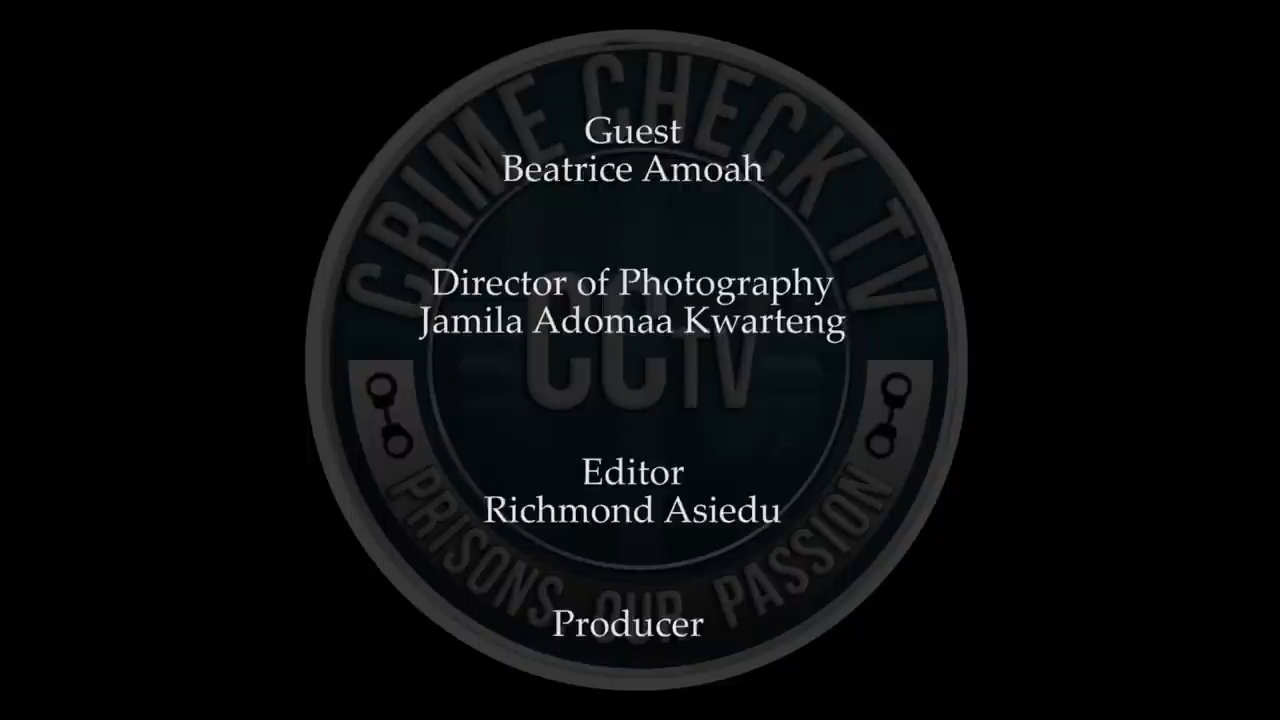 CRIME CHECK TV
Guest
Beatrice Amoah
Director of Photography
Jamila Adomaa Kwarteng
CCTV
Editor
Richmond Asiedu
PRISONS, OUR PASSION
Producer